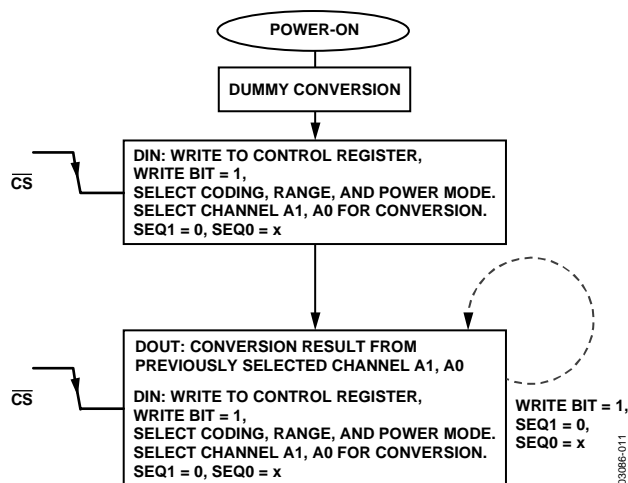 POWER-ON
DUMMY CONVERSION
CS
DIN: WRITE TO CONTROL REGISTER,
WRITE BIT = 1,
SELECT CODING, RANGE, AND POWER MODE.
SELECT CHANNEL A1, A0 FOR CONVERSION.
SEQ1 = 0, SEQ0 = x
CS
DOUT: CONVERSION RESULT FROM
PREVIOUSLY SELECTED CHANNEL A1, A0
DIN: WRITE TO CONTROL REGISTER,
WRITE BIT = 1,
SELECT CODING, RANGE, AND POWER MODE.
SELECT CHANNEL A1, A0 FOR CONVERSION.
SEQ1 = 0, SEQ0 = x
WRITE BIT = 1,
SEQ1 = 0,
SEQ0 = x
03086-011